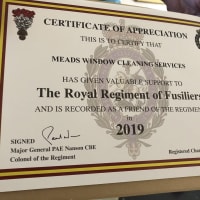 CERTIFICATE OF APPRECIATION
THIS IS TO CERTIFY THAT
MEADS WINDOW CLEANING SERVICES
HAS GIVEN VALUABLE SUPPORT TO
The Royal Regiment of Fusiliers
AND IS RECORDED AS A FRIEND OF THE REGIMENT
IN
2019
SIGNED
Major General PAE Nanson CBE
Colonel of the Regiment
Registered